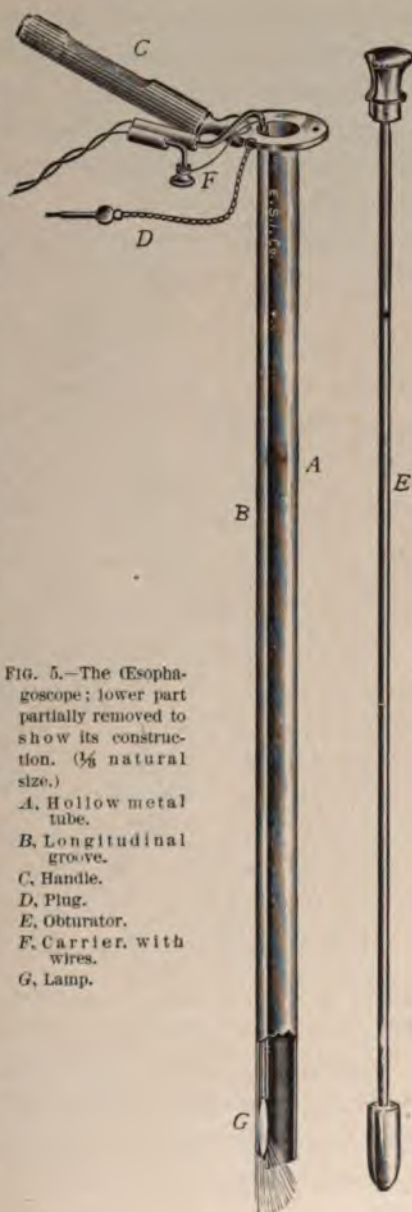 C
F
D
E. S. I. Co.
A
B
E
G
FIG. 5.—The Œsopha-
goscope; lower part
partially removed to
show its construc-
tion. (⅓ natural
size.)
A, Hollow metal
tube.
B, Longitudinal
groove.
C, Handle.
D, Plug.
E, Obturator.
F, Carrier, with
wires.
G, Lamp.